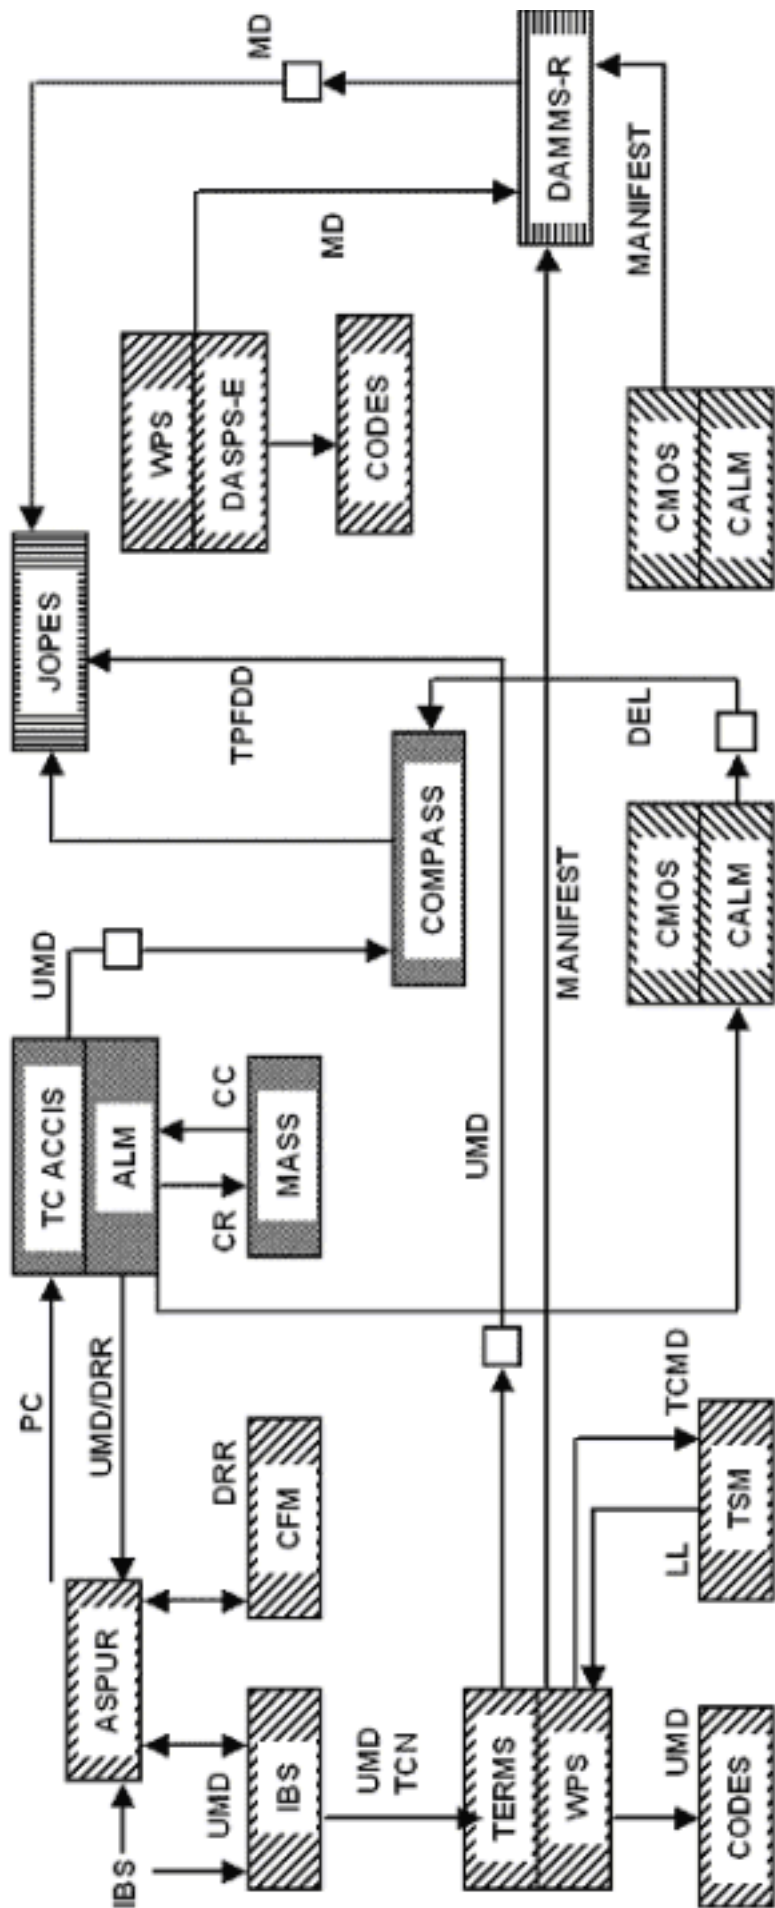 PC
TC ACCIS
ALM
UMD
JOPES
MD
ASPUR
UMD/DRR
WPS
DASPS-E
IBS
UMD
DRR
CR
CC
TPFDD
MD
IBS
CFM
MASS
CODES
UMD
TCN
COMPASS
TERMS
WPS
UMD
MANIFEST
DAMMS-R
MANIFEST
UMD
LL
TCMD
DEL
CODES
TSM
CMOS
CALM
CMOS
CALM